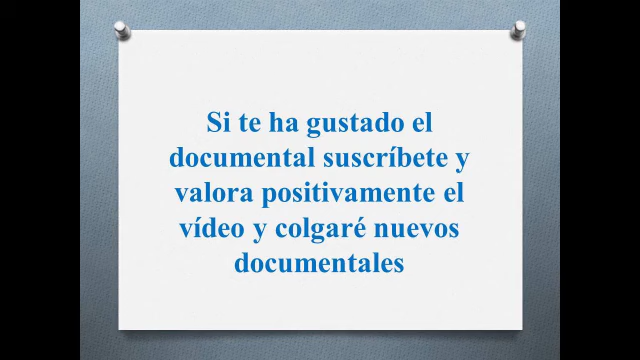 Si te ha gustado el
documental suscríbete y
valora positivamente el
vídeo y colgaré nuevos
documentales